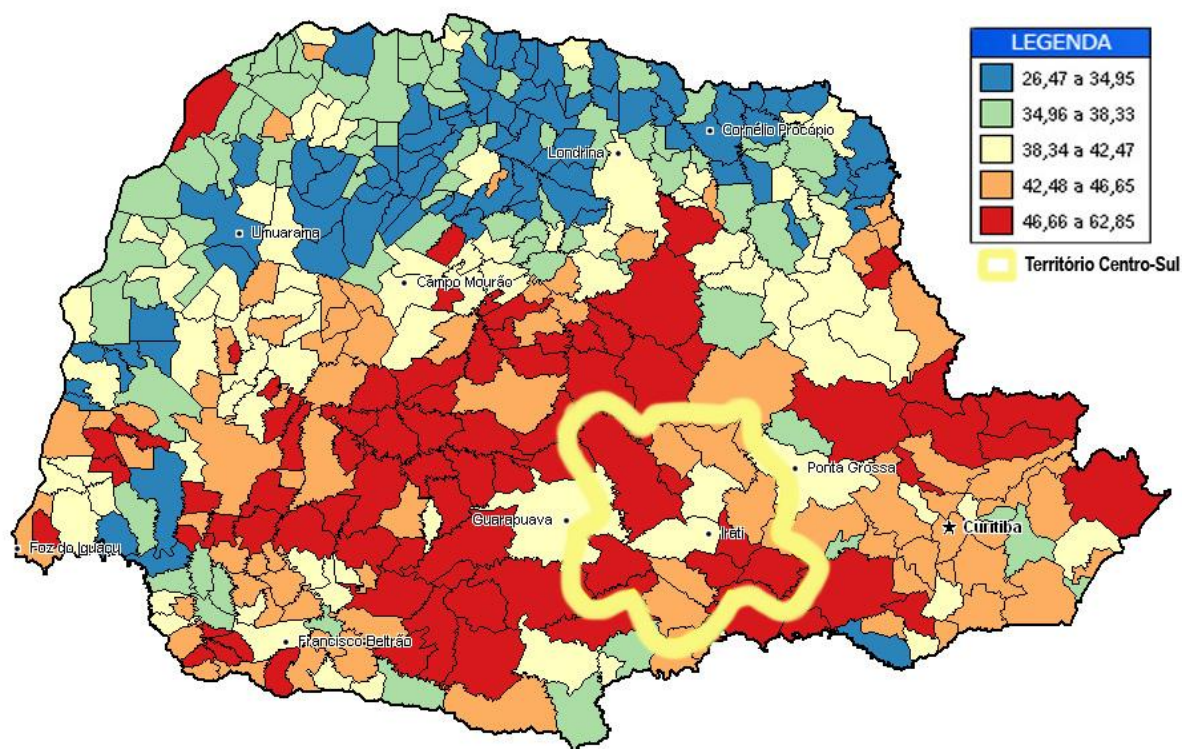 LEGENDA
26,47 a 34,95
34,96 a 38,33
38,34 a 42,47
42,48 a 46,65
46,66 a 62,85
Território Centro-Sul
Cornélio Procópio
Londrina
Umuarama
Campo Mourão
Ponta Grossa
Guarapuava
Irati
Curitiba
Foz do Iguaçu
Francisco Beltrão